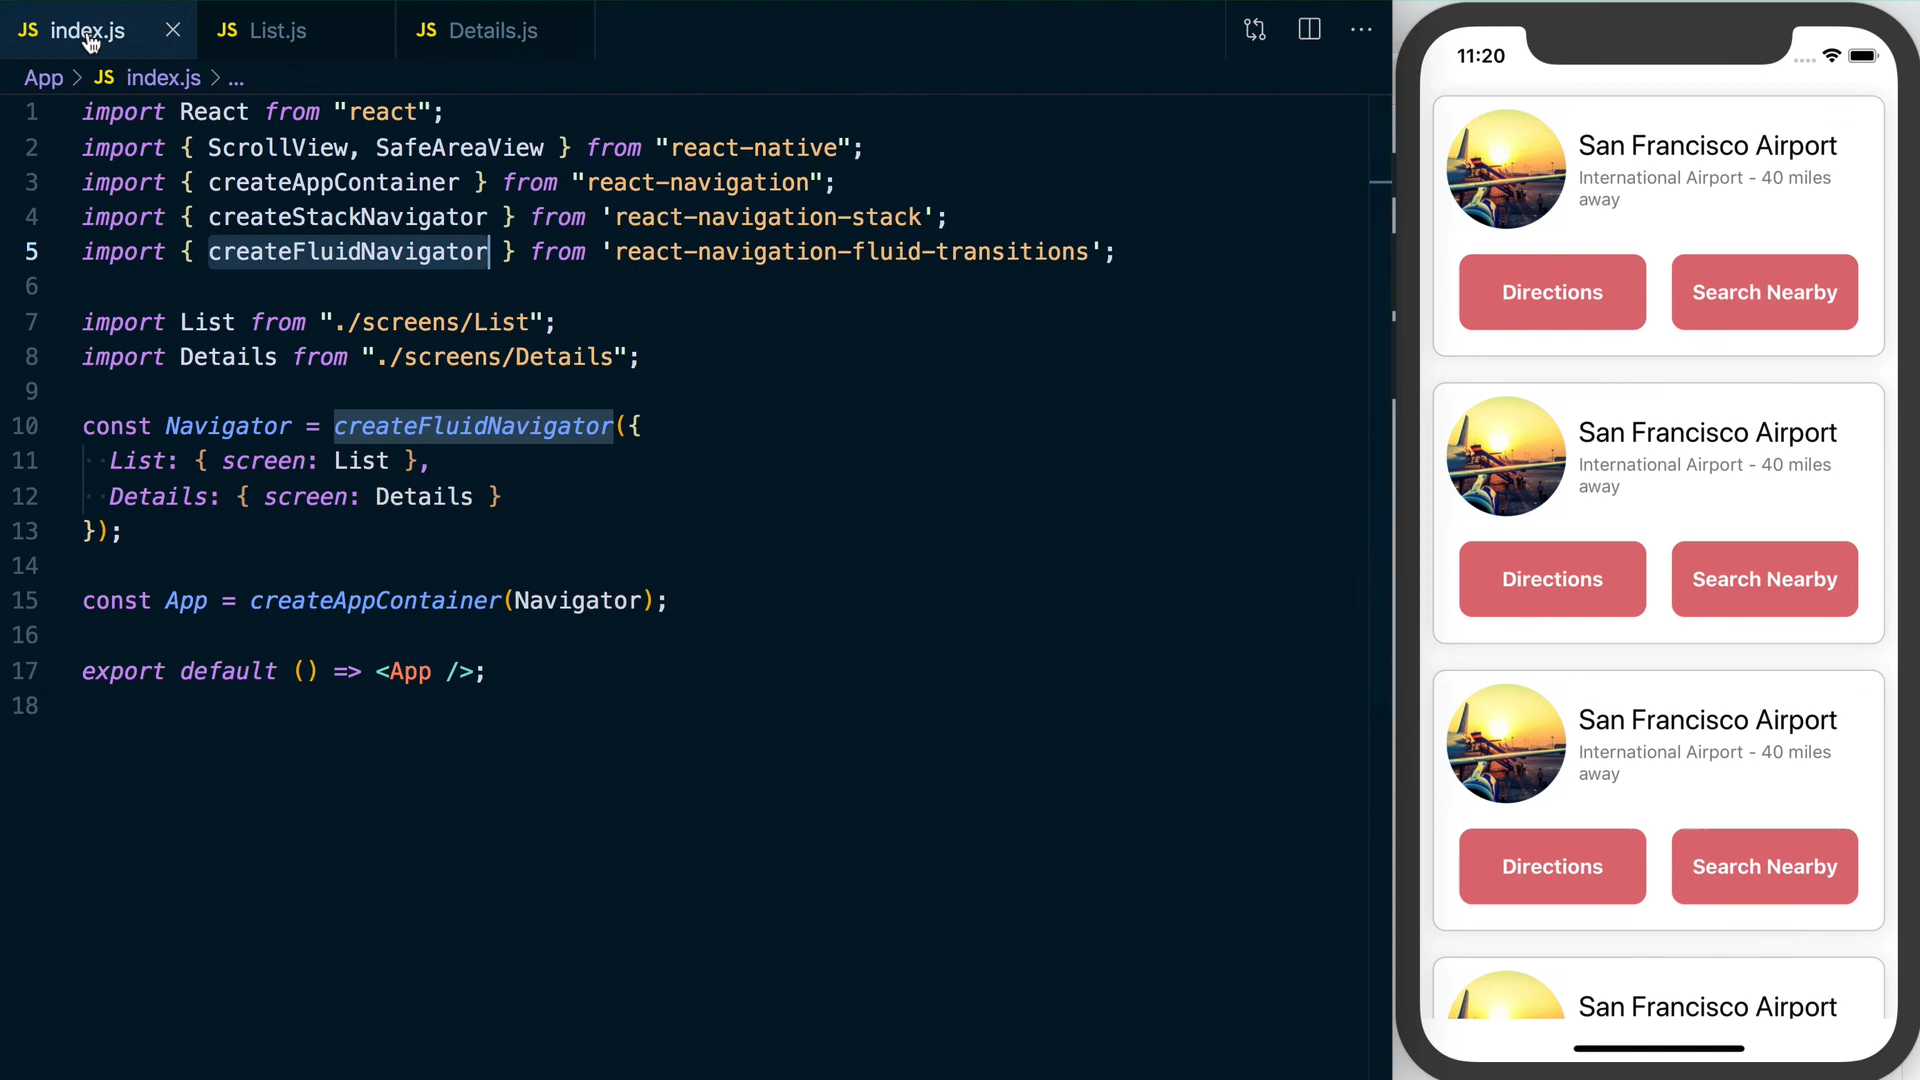 JS index.js
JS List.js
JS Details.js
App > JS index.js > ...
1 import React from "react";
2 import { ScrollView, SafeAreaView } from "react-native";
3 import { createAppContainer } from "react-navigation";
4 import { createStackNavigator } from 'react-navigation-stack';
5 import { createFluidNavigator } from 'react-navigation-fluid-transitions';
6
7 import List from "./screens/List";
8 import Details from "./screens/Details";
9
10 const Navigator = createFluidNavigator({
11 List: { screen: List },
12 Details: { screen: Details }
13 });
14
15 const App = createAppContainer(Navigator);
16
17 export default () => <App />;
18
11:20
San Francisco Airport
International Airport - 40 miles
away
Directions
Search Nearby
San Francisco Airport
International Airport - 40 miles
away
Directions
Search Nearby
San Francisco Airport
International Airport - 40 miles
away
Directions
Search Nearby
San Francisco Airport